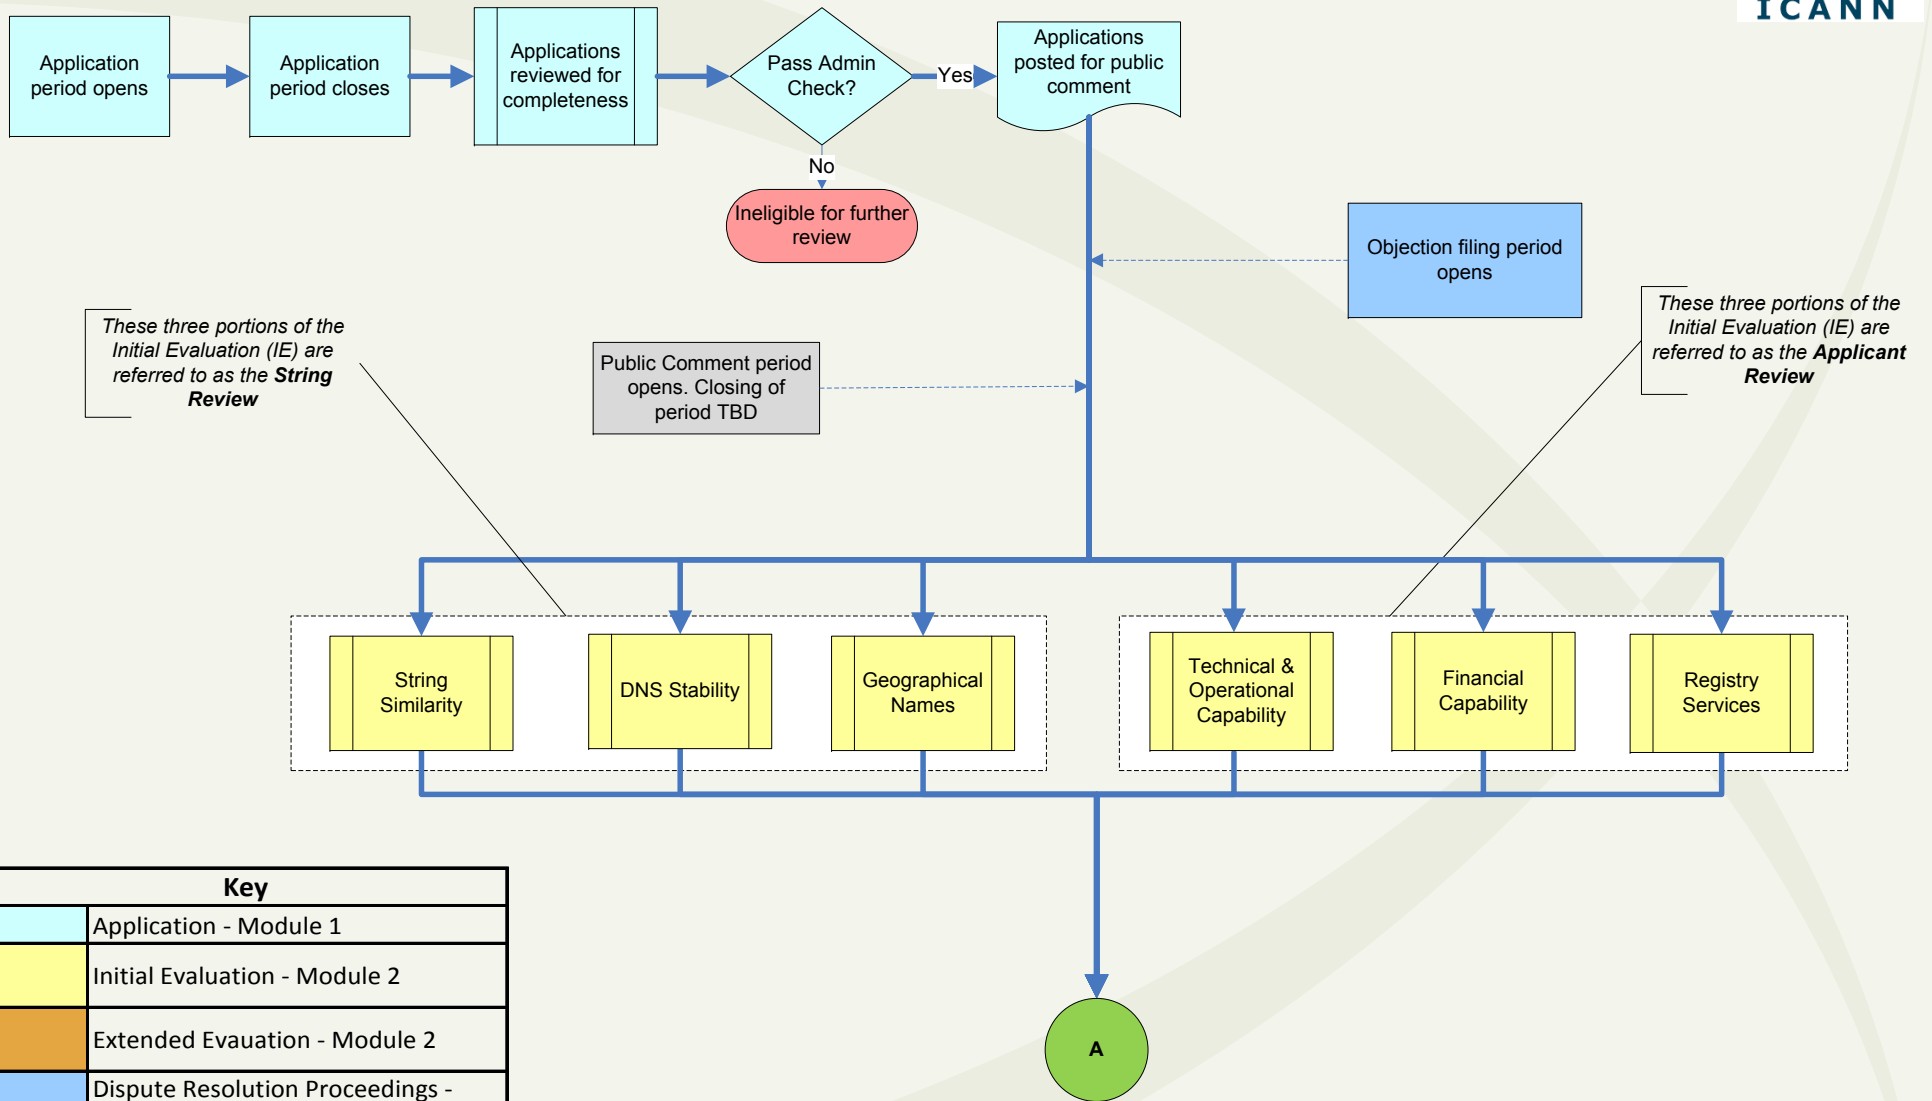 ICANN
Application
period opens
Application
period closes
Applications
reviewed for
completeness
Pass Admin
Check?
Yes
Applications
posted for public
comment
No
Ineligible for further
review
Objection filing period
opens
These three portions of the
Initial Evaluation (IE) are
referred to as the String
Review
Public Comment period
opens. Closing of
period TBD
These three portions of the
Initial Evaluation (IE) are
referred to as the Applicant
Review
String
Similarity
DNS Stability
Geographical
Names
Technical &
Operational
Capability
Financial
Capability
Registry
Services
Key
Application - Module 1
Initial Evaluation - Module 2
Extended Evauation - Module 2
Dispute Resolution Proceedings -
A